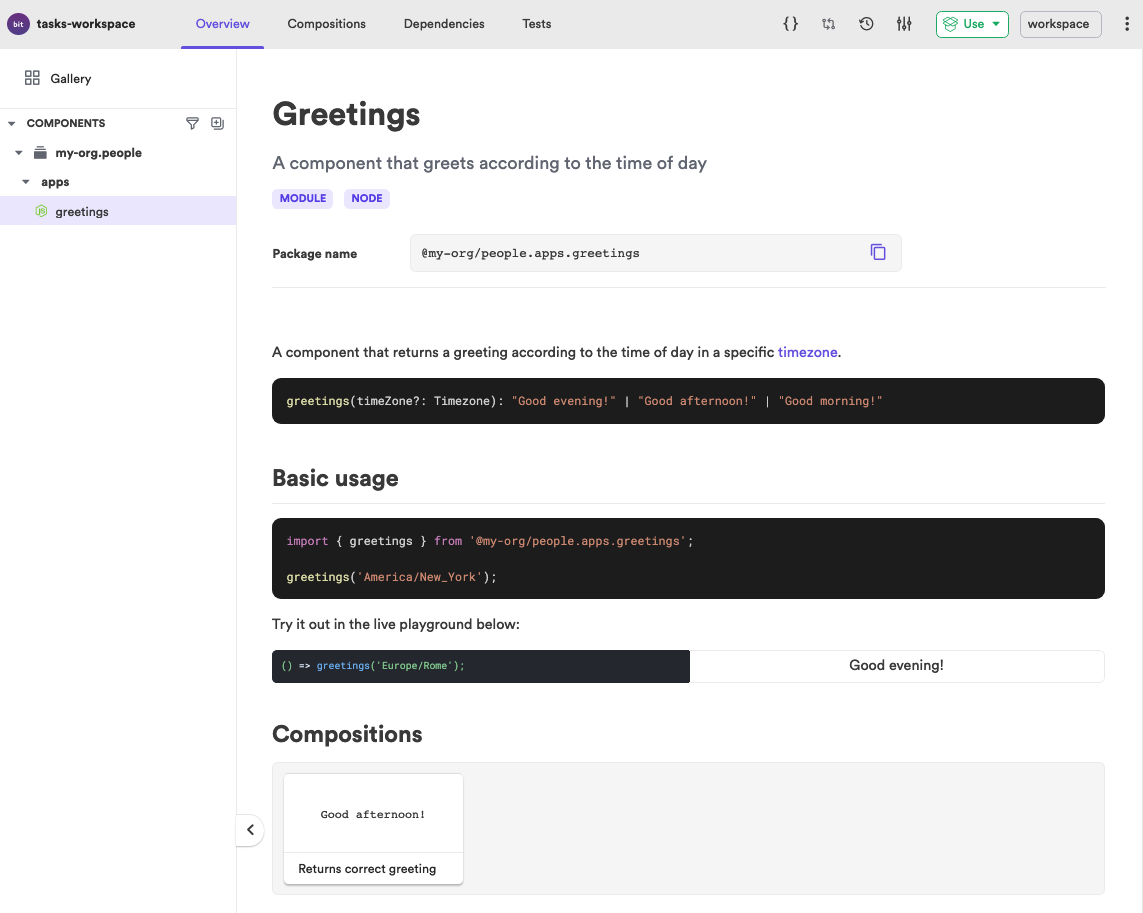 bit tasks-workspace Overview Compositions Dependencies Tests Use workspace
Gallery
COMPONENTS
my-org.people
apps
JS greetings
Greetings
A component that greets according to the time of day
MODULE NODE
Package name @my-org/people.apps.greetings
A component that returns a greeting according to the time of day in a specific timezone.
greetings(timeZone?: Timezone): "Good evening!" | "Good afternoon!" | "Good morning!"
Basic usage
import { greetings } from '@my-org/people.apps.greetings';
greetings('America/New_York');
Try it out in the live playground below:
() => greetings('Europe/Rome'); Good evening!
Compositions
Good afternoon!
Returns correct greeting